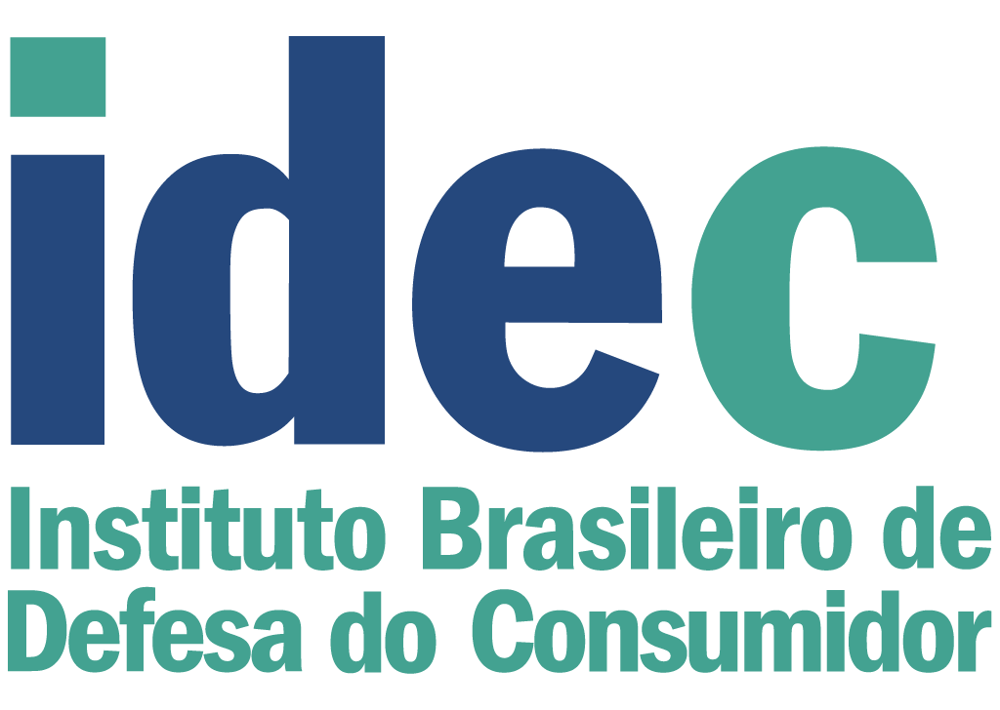 idec
Instituto Brasileiro de
Defesa do Consumidor